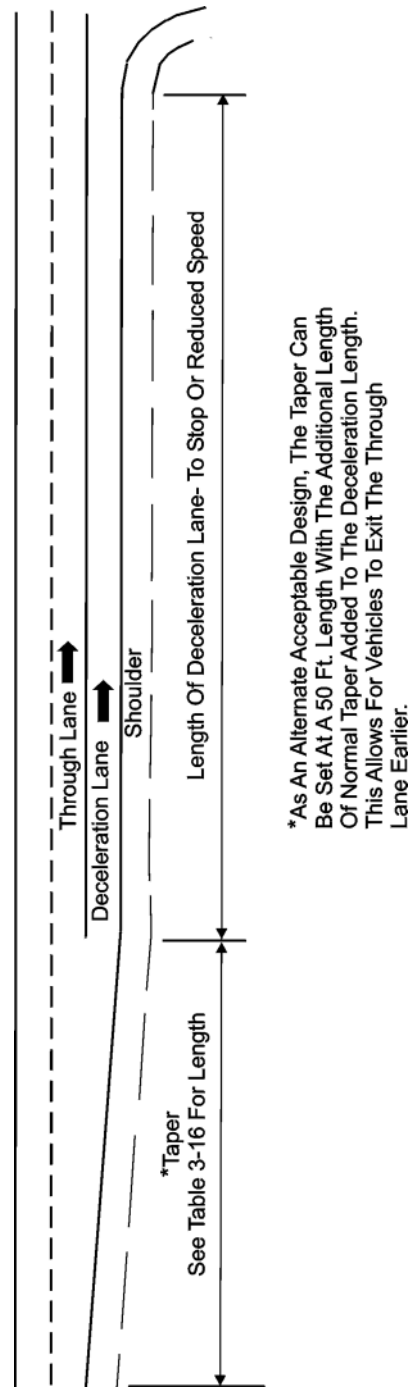 Through Lane
Deceleration Lane
Shoulder
*Taper
See Table 3-16 For Length
Length Of Deceleration Lane- To Stop Or Reduced Speed
*As An Alternate Acceptable Design, The Taper Can
Be Set At A 50 Ft. Length With The Additional Length
Of Normal Taper Added To The Deceleration Length.
This Allows For Vehicles To Exit The Through
Lane Earlier.